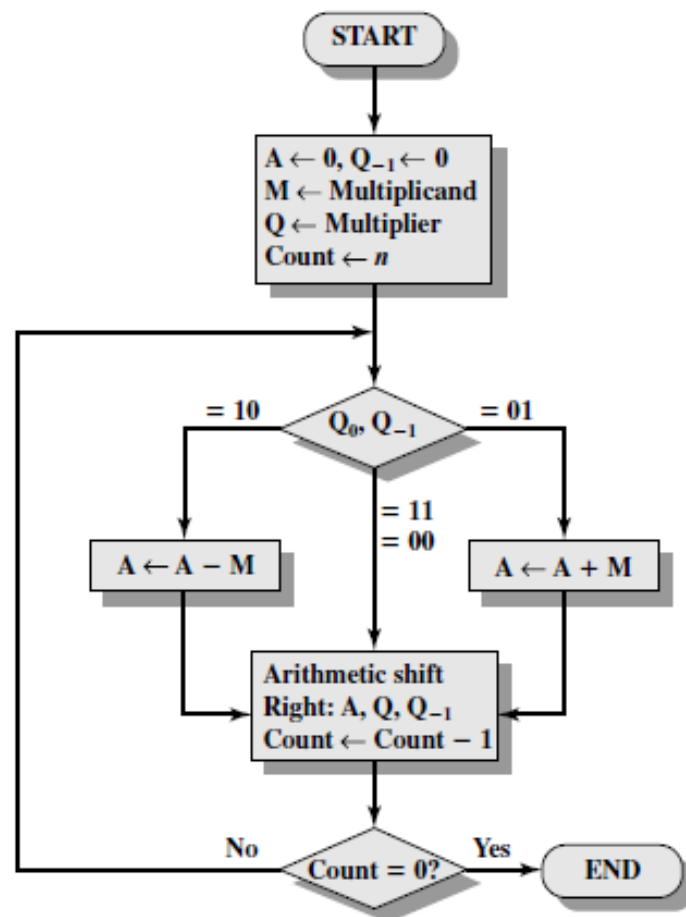 START
A ← 0, Q₋₁ ← 0
M ← Multiplicand
Q ← Multiplier
Count ← n
= 10
Q₀, Q₋₁
= 01
= 11
= 00
A ← A − M
A ← A + M
Arithmetic shift
Right: A, Q, Q₋₁
Count ← Count − 1
No
Count = 0?
Yes
END